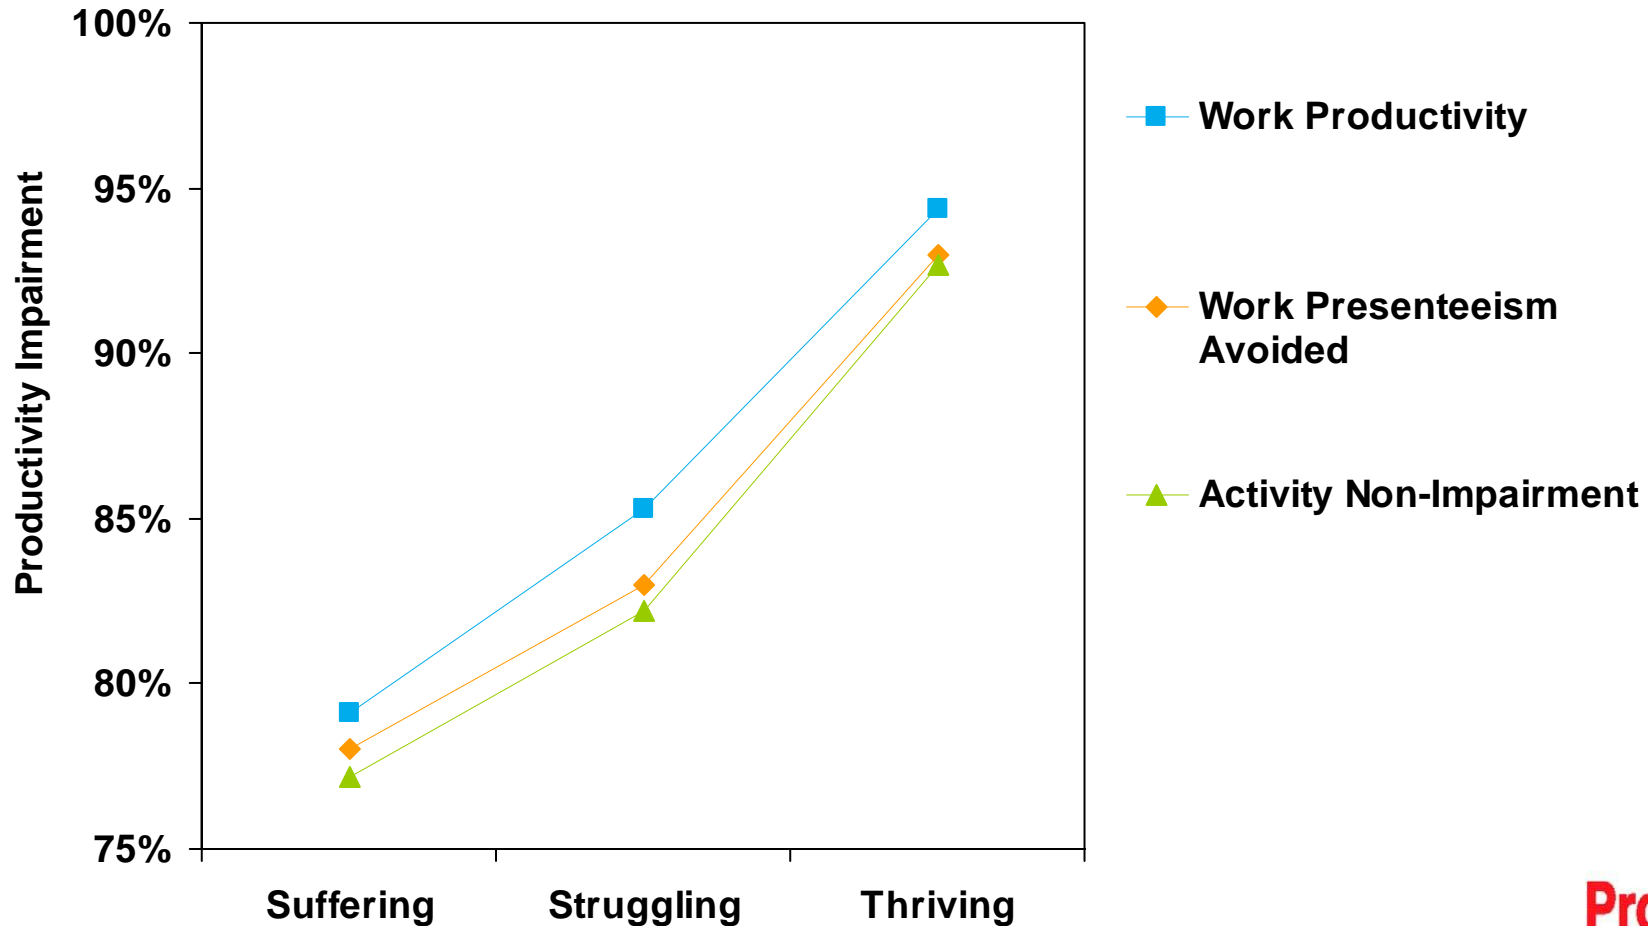 100%
95%
90%
85%
80%
75%
Productivity Impairment
Suffering
Struggling
Thriving
Work Productivity
Work Presenteeism
Avoided
Activity Non-Impairment